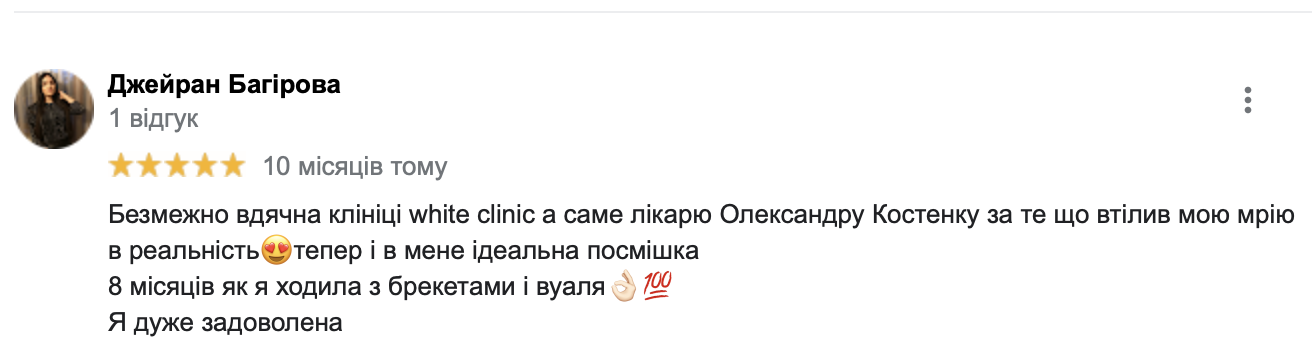 Джейран Багірова
1 відгук
10 місяців тому
Безмежно вдячна клініці white clinic а саме лікарю Олександру Костенку за те що втілив мою мрію
в реальність😍тепер і в мене ідеальна посмішка
8 місяців як я ходила з брекетами і вуаля👌🏻💯
Я дуже задоволена